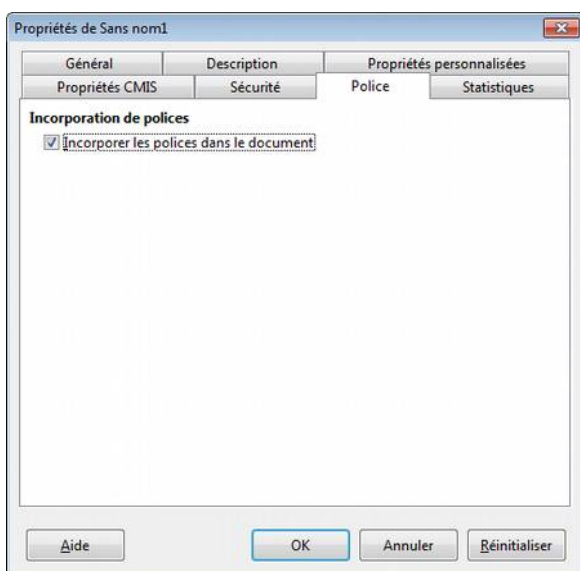 Propriétés de Sans nom1
Général Description Propriétés personnalisées
Propriétés CMIS Sécurité Police Statistiques
Incorporation de polices
Incorporer les polices dans le document
Aide OK Annuler Réinitialiser